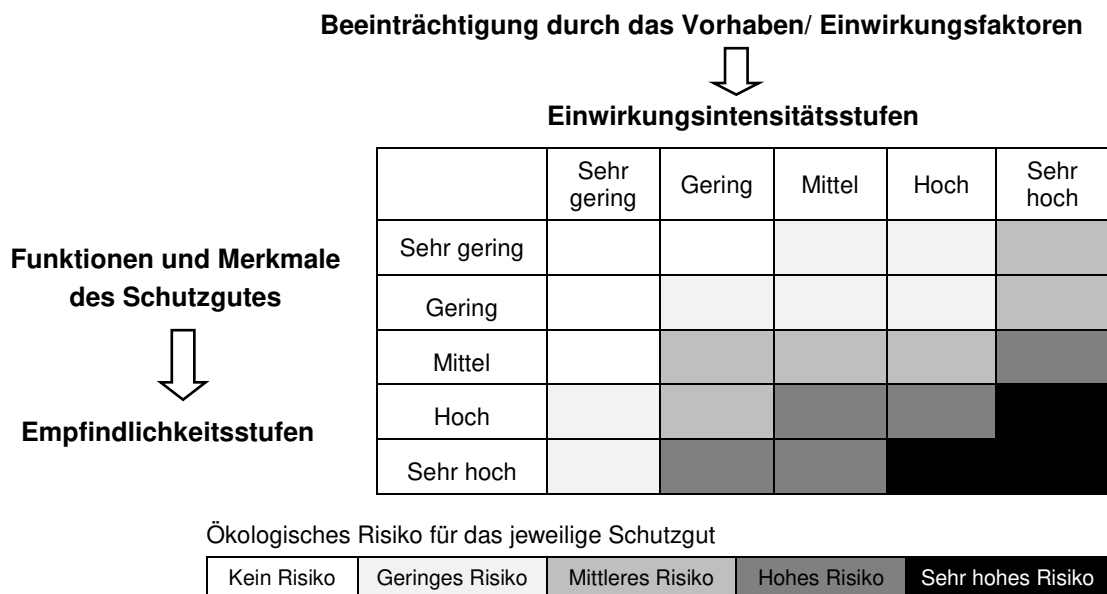 Beeinträchtigung durch das Vorhaben/ Einwirkungsfaktoren
Einwirkungsintensitätsstufen
Sehr gering Gering Mittel Hoch Sehr hoch
Funktionen und Merkmale
des Schutzgutes
Empfindlichkeitsstufen
Sehr gering
Gering
Mittel
Hoch
Sehr hoch
Ökologisches Risiko für das jeweilige Schutzgut
Kein Risiko Geringes Risiko Mittleres Risiko Hohes Risiko Sehr hohes Risiko